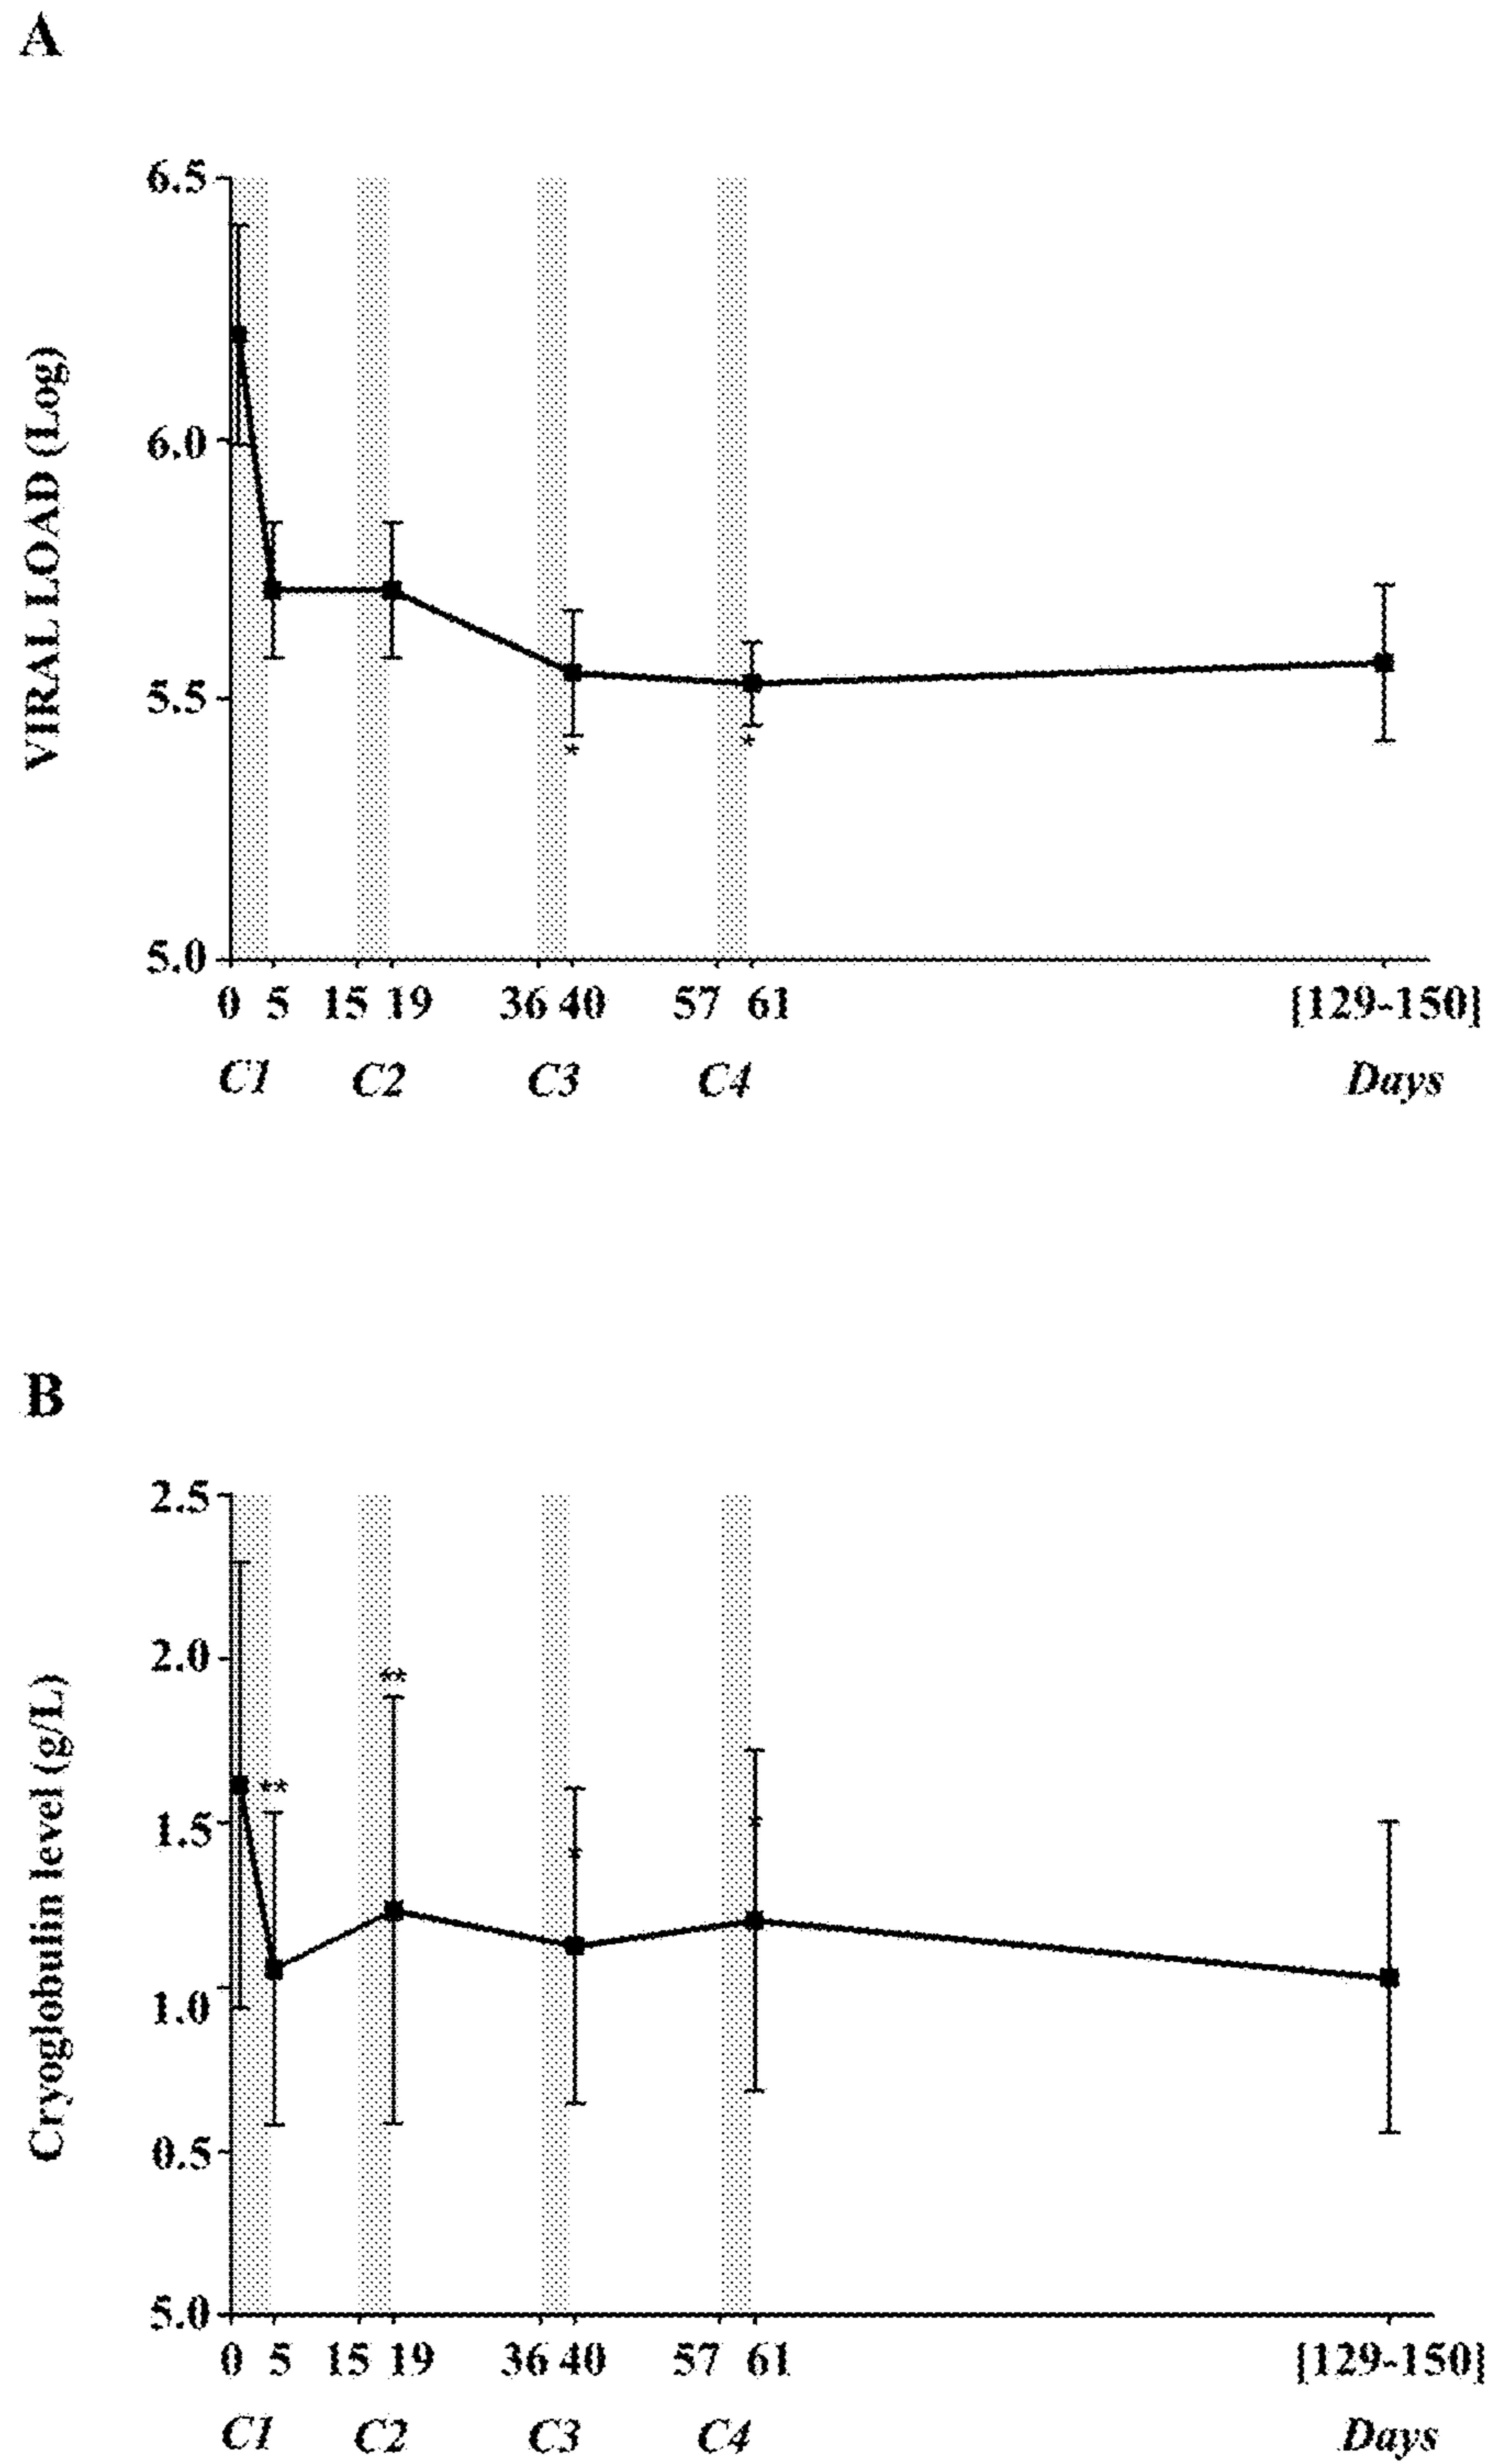 A
6.5
6.0
5.5
5.0
VIRAL LOAD (Log)
0 5 15 19 36 40 57 61 [129-150]
C1 C2 C3 C4 Days
*
*
B
2.5
2.0
1.5
1.0
0.5
5.0
Cryoglobulin level (g/L)
**
**
*
*
0 5 15 19 36 40 57 61 [129-150]
C1 C2 C3 C4 Days